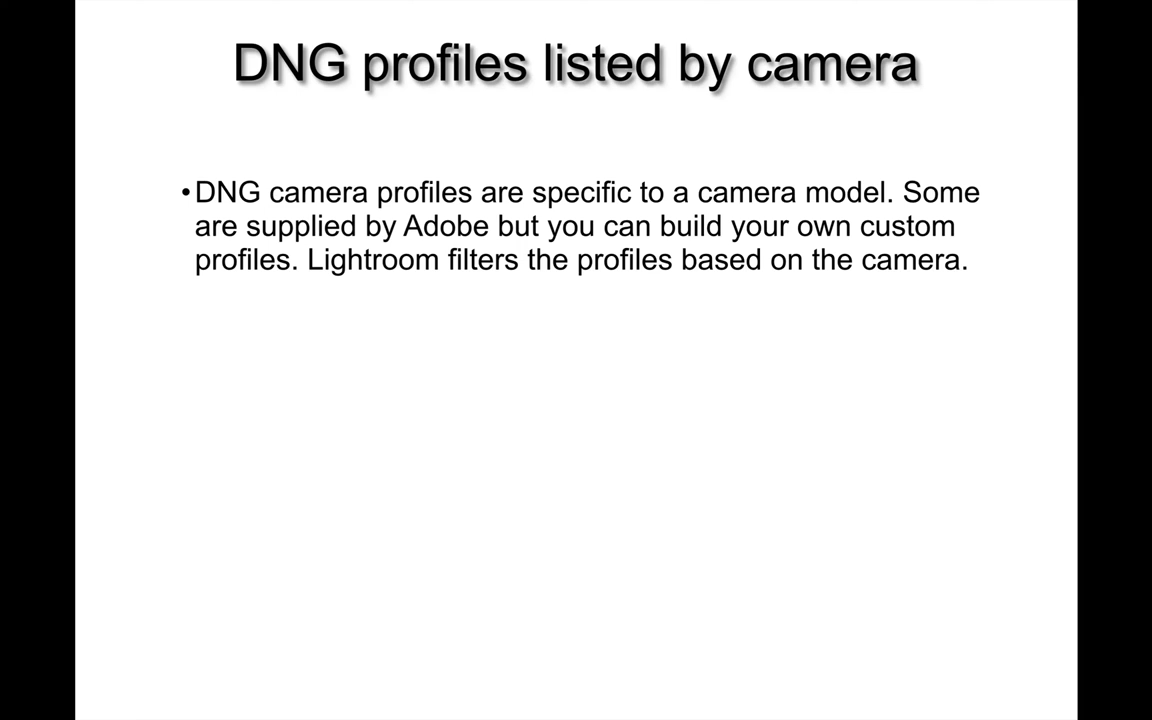 DNG profiles listed by camera
•DNG camera profiles are specific to a camera model. Some
are supplied by Adobe but you can build your own custom
profiles. Lightroom filters the profiles based on the camera.